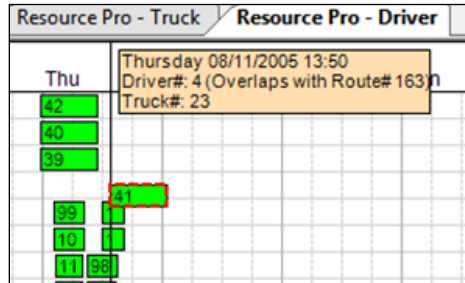 Resource Pro - Truck
Resource Pro - Driver
Thursday 08/11/2005 13:50
Driver#: 4 (Overlaps with Route# 163)
Truck#: 23
Thu
42
40
39
41
99
10
11
98